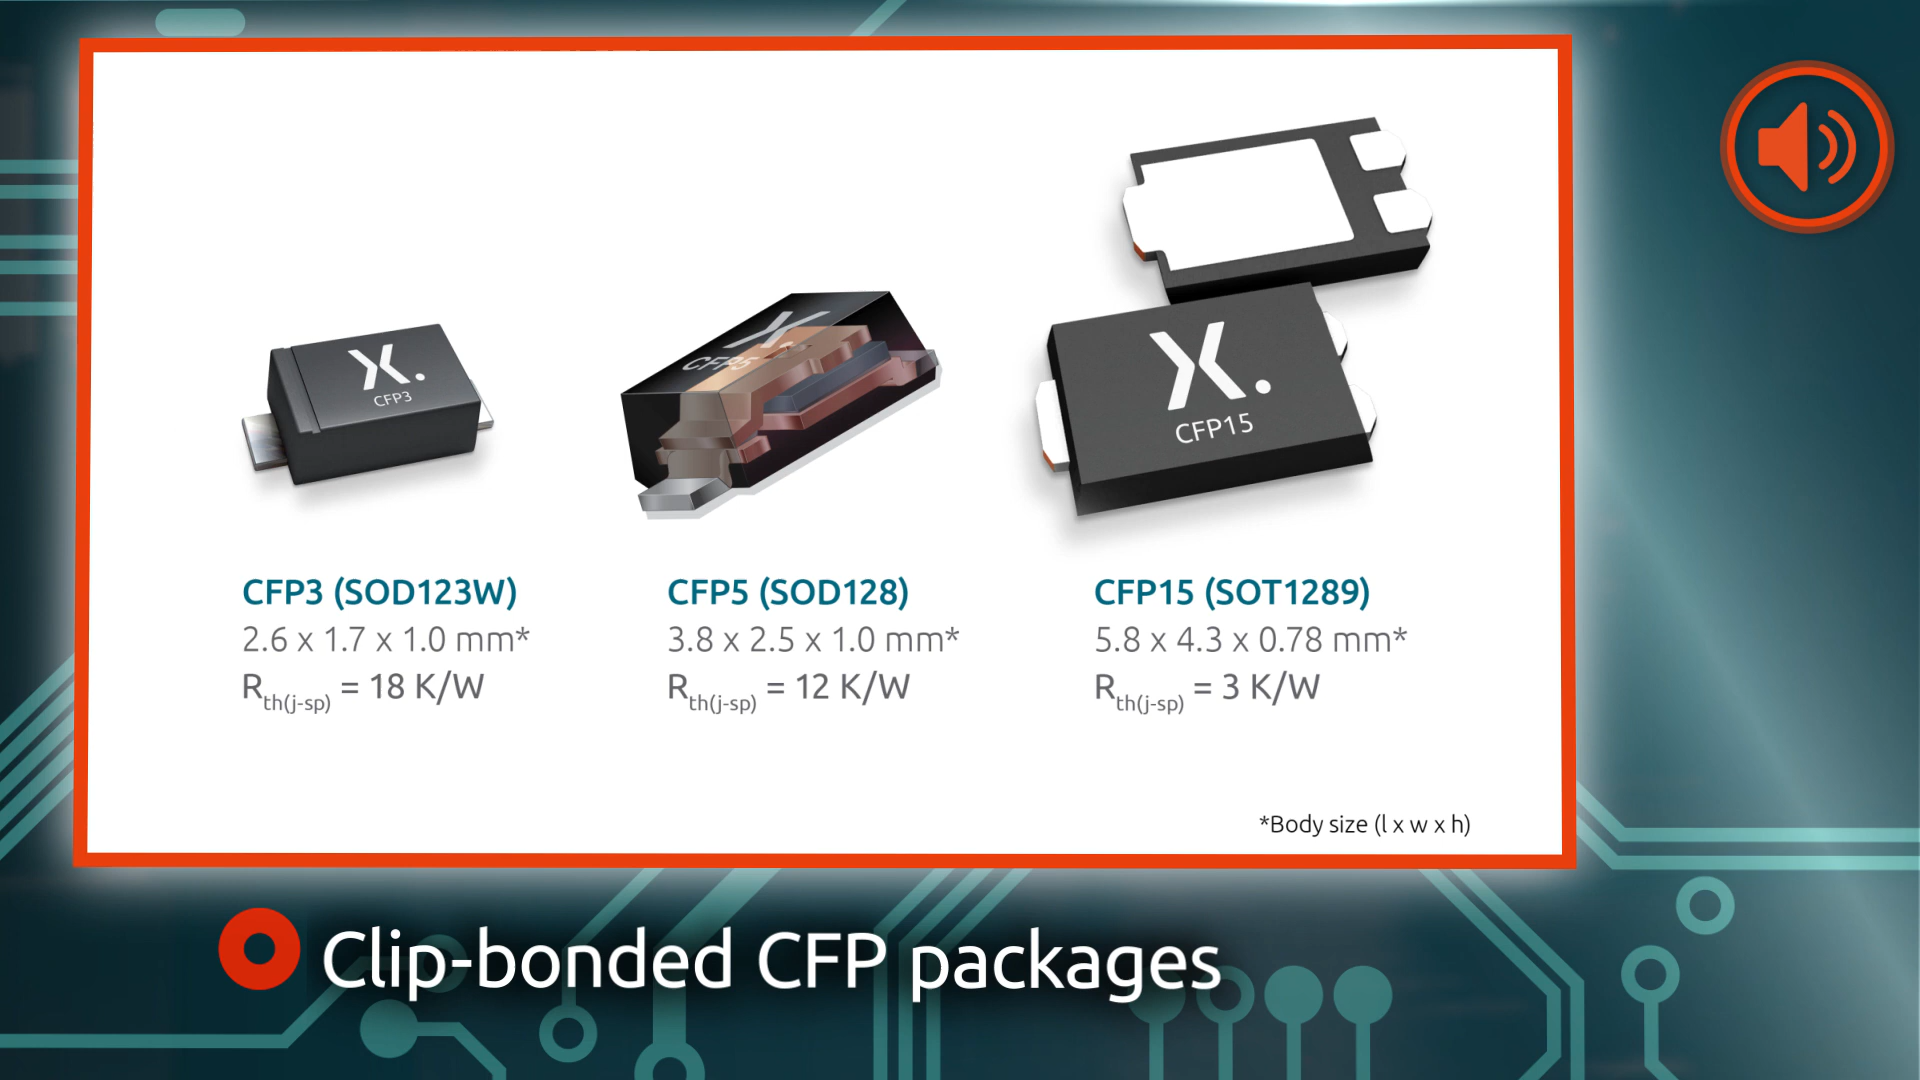 CFP3
CFP5
CFP15
CFP3 (SOD123W)
2.6 x 1.7 x 1.0 mm*
Rth(j-sp) = 18 K/W
CFP5 (SOD128)
3.8 x 2.5 x 1.0 mm*
Rth(j-sp) = 12 K/W
CFP15 (SOT1289)
5.8 x 4.3 x 0.78 mm*
Rth(j-sp) = 3 K/W
*Body size (l x w x h)
Clip-bonded CFP packages